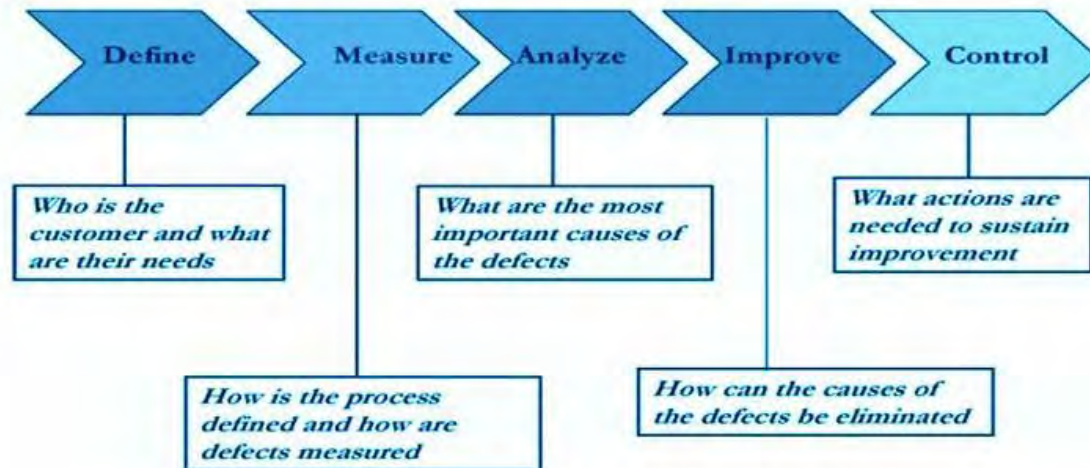 Define
Measure
Analyze
Improve
Control
Who is the
customer and what
are their needs
What are the most
important causes of
the defects
What actions are
needed to sustain
improvement
How is the process
defined and how are
defects measured
How can the causes of
the defects be eliminated